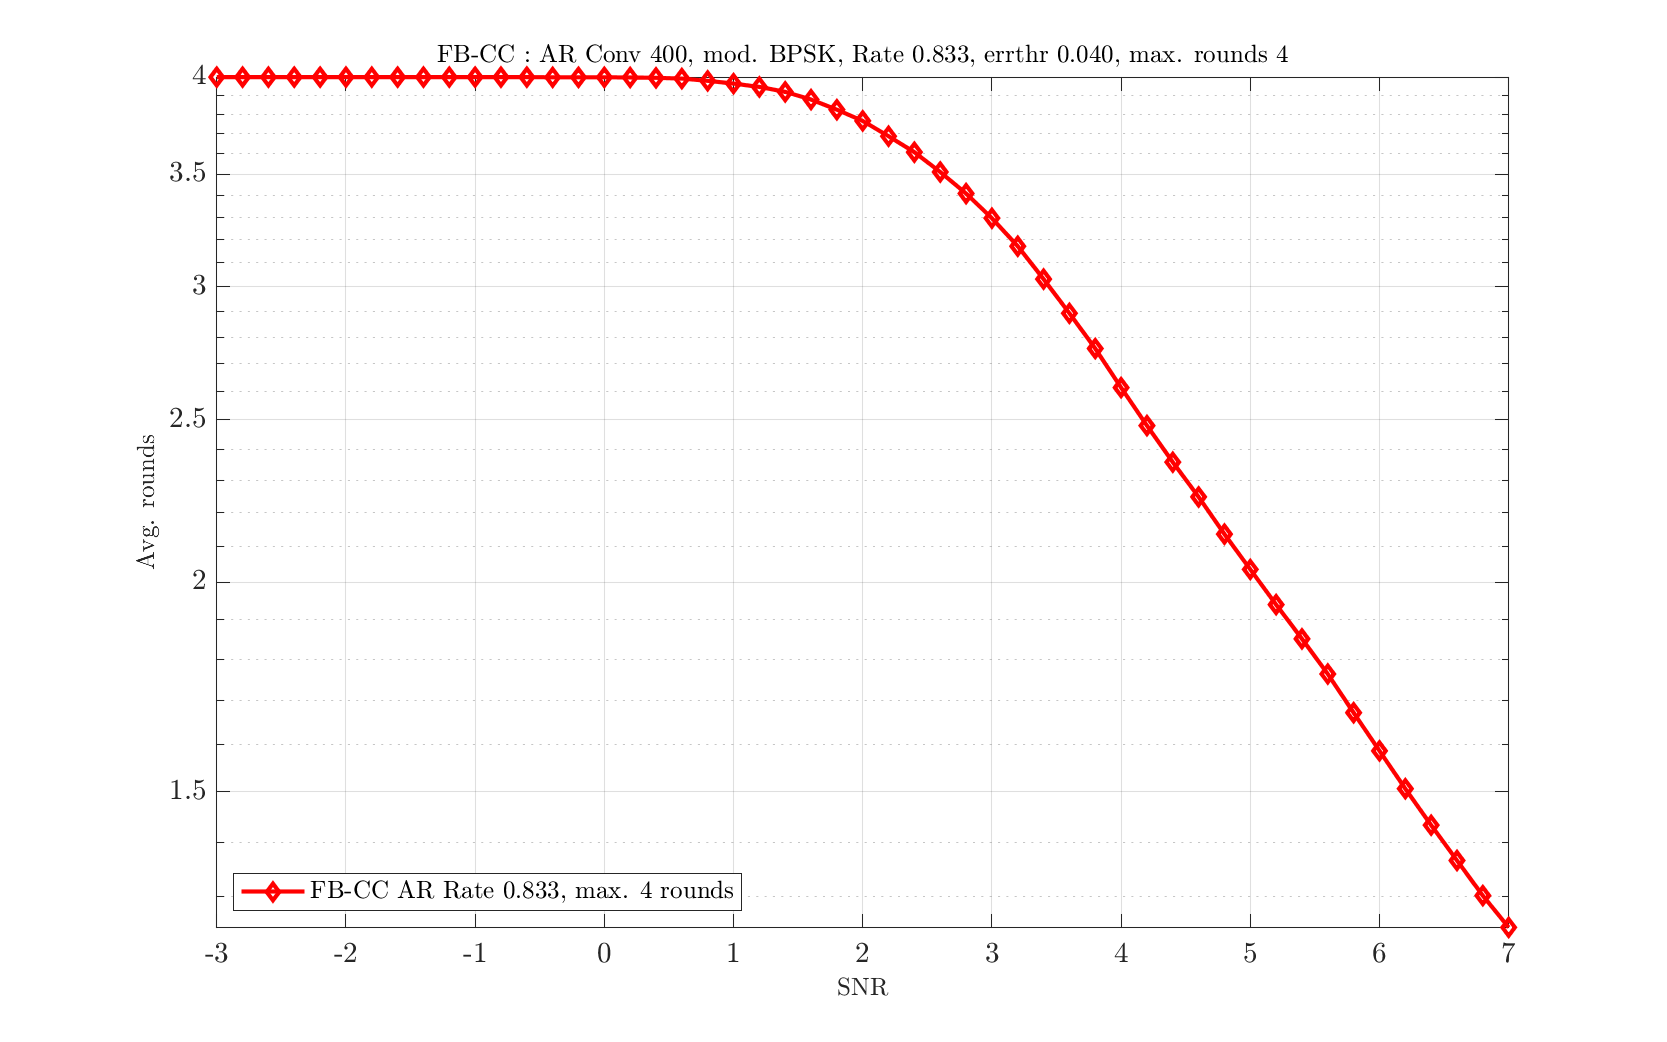 FB-CC : AR Conv 400, mod. BPSK, Rate 0.833, errthr 0.040, max. rounds 4
4
3.5
3
2.5
2
1.5
Avg. rounds
FB-CC AR Rate 0.833, max. 4 rounds
-3 -2 -1 0 1 2 3 4 5 6 7
SNR